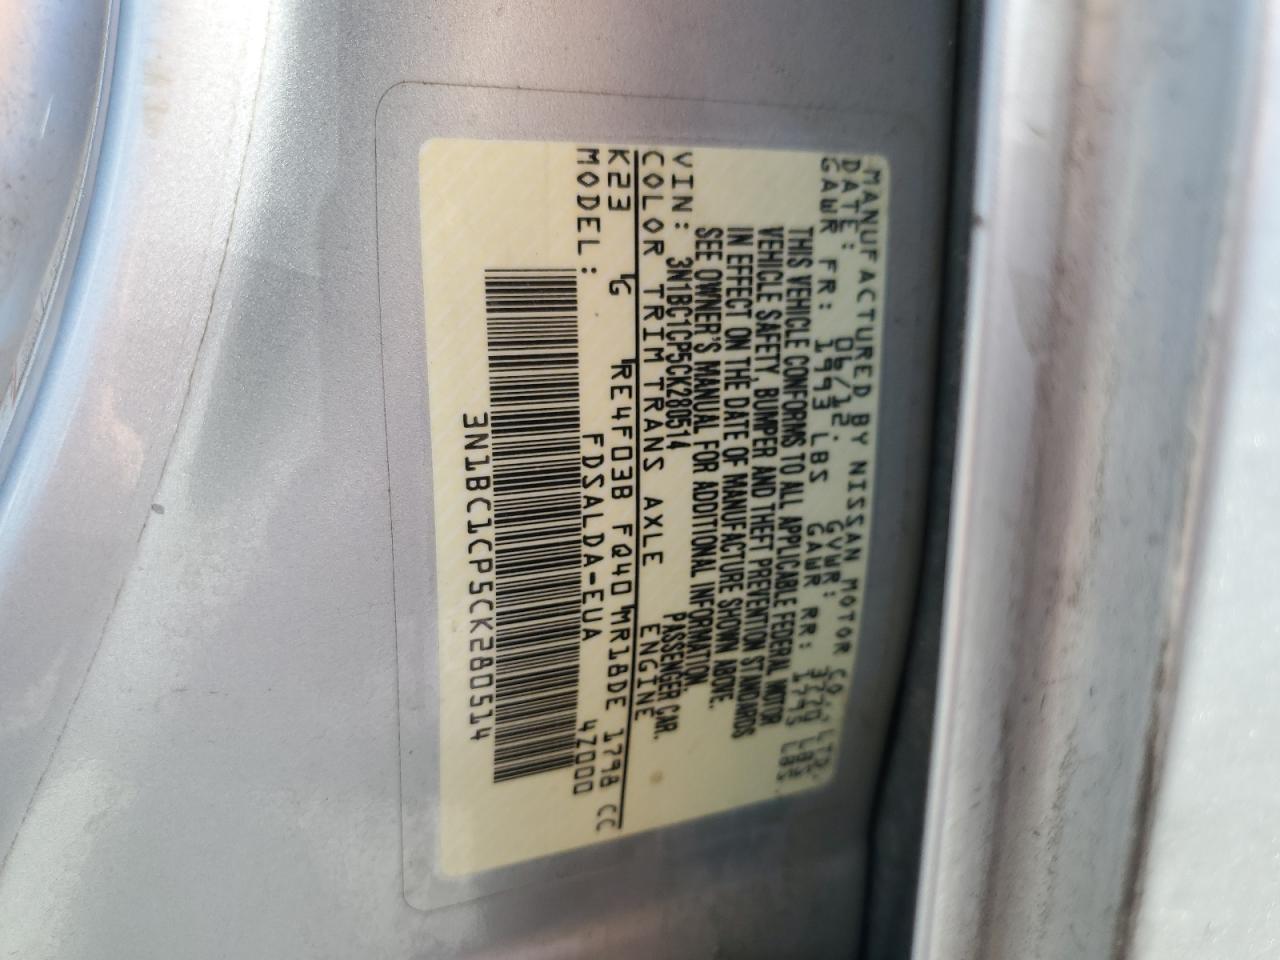 MANUFACTURED BY NISSAN MOTOR CO., LTD.
DATE: 06/12 GVWR: 3770 LBS
GAWR FR: 1993 LBS GAWR RR: 1795 LBS
THIS VEHICLE CONFORMS TO ALL APPLICABLE FEDERAL MOTOR
VEHICLE SAFETY, BUMPER AND THEFT PREVENTION STANDARDS
IN EFFECT ON THE DATE OF MANUFACTURE SHOWN ABOVE.
SEE OWNER'S MANUAL FOR ADDITIONAL INFORMATION.
VIN: 3N1BC1CP5CK280514 PASSENGER CAR.
COLOR TRIM TRANS AXLE ENGINE
K23 G RE4F03B FQ40 MR18DE 1798 CC
MODEL: FDSALDA-EUA 4Z000
3N1BC1CP5CK280514